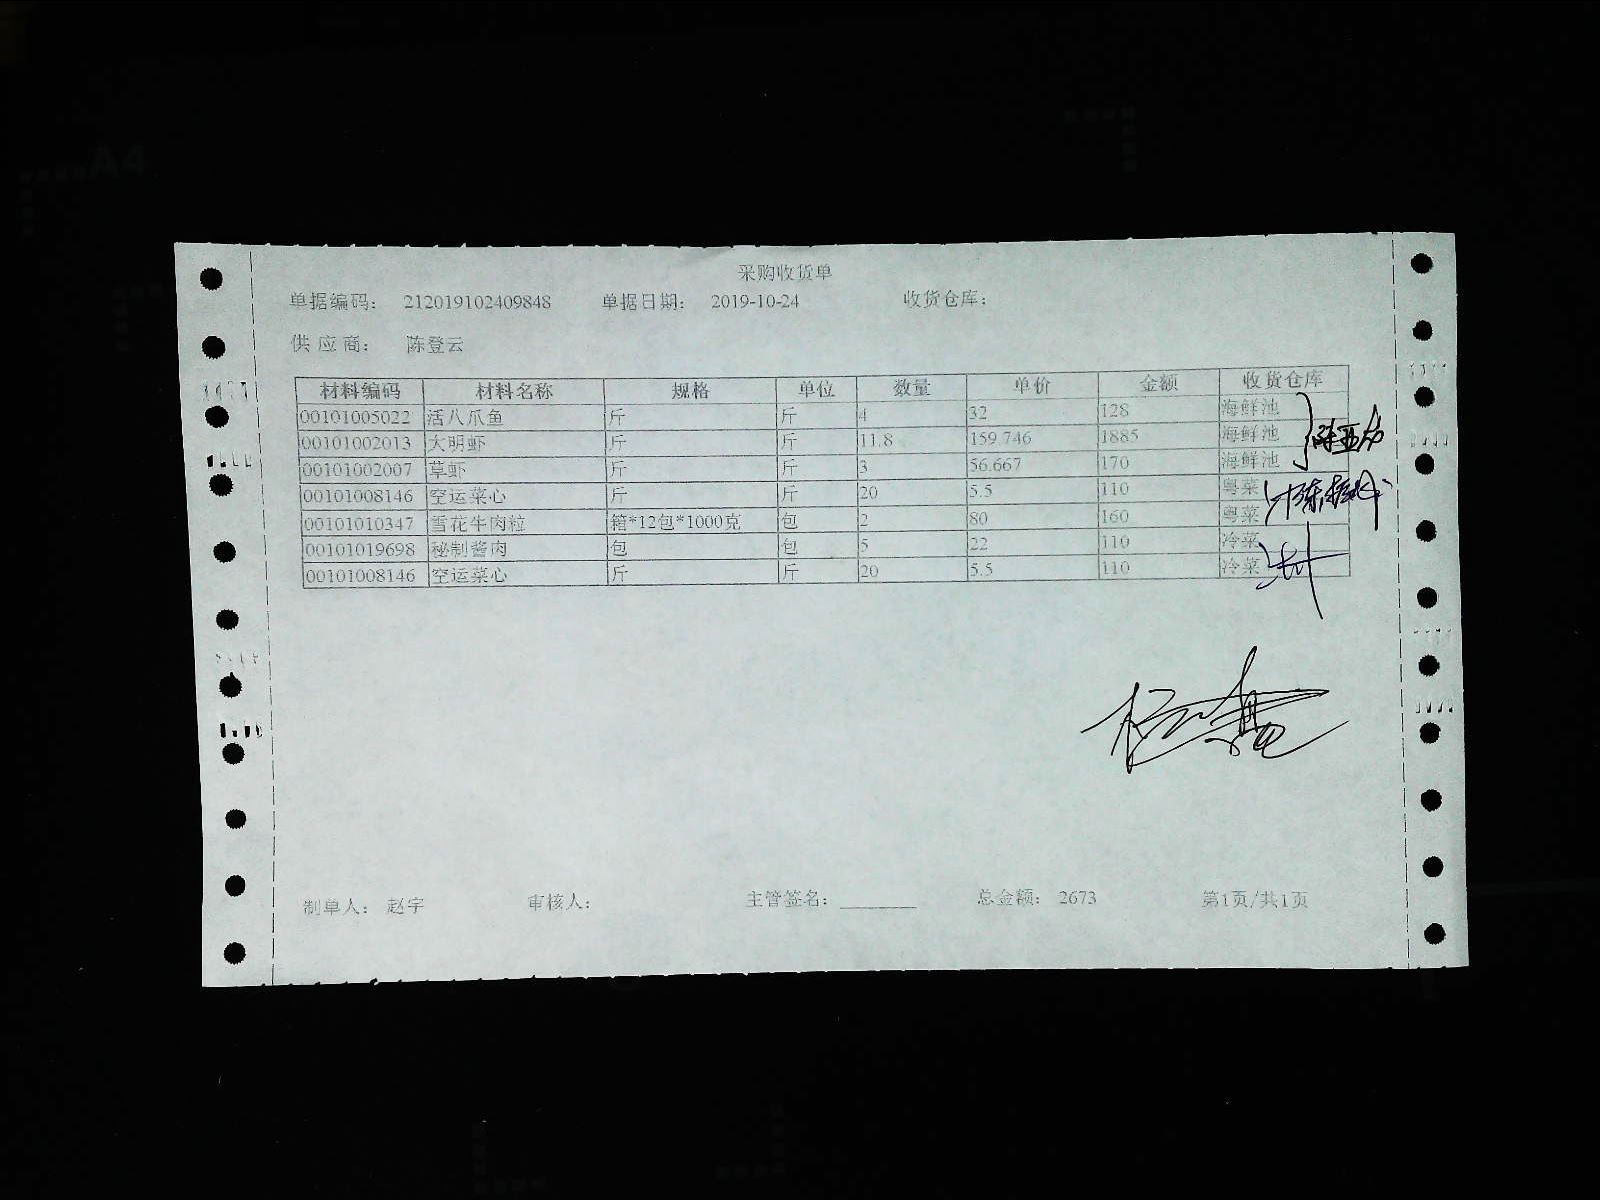 采购收货单
单据编码： 212019102409848 单据日期： 2019-10-24 收货仓库：
供应商： 陈登云
材料编码 材料名称 规格 单位 数量 单价 金额 收货仓库
00101005022 活八爪鱼 斤 斤 4 32 128 海鲜池
00101002013 大明虾 斤 斤 11.8 159.746 1885 海鲜池
00101002007 草虾 斤 斤 3 56.667 170 海鲜池
00101008146 空运菜心 斤 斤 20 5.5 110 粤菜
00101010347 雪花牛肉粒 箱*12包*1000克 包 2 80 160 粤菜
00101019698 秘制酱肉 包 包 5 22 110 冷菜
00101008146 空运菜心 斤 斤 20 5.5 110 冷菜
制单人： 赵宇 审核人： 主管签名： 总金额： 2673 第1页/共1页